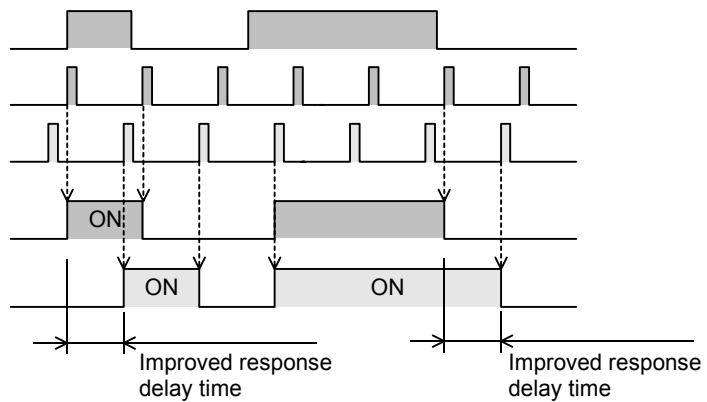 ON
ON
ON
Improved response
delay time
Improved response
delay time